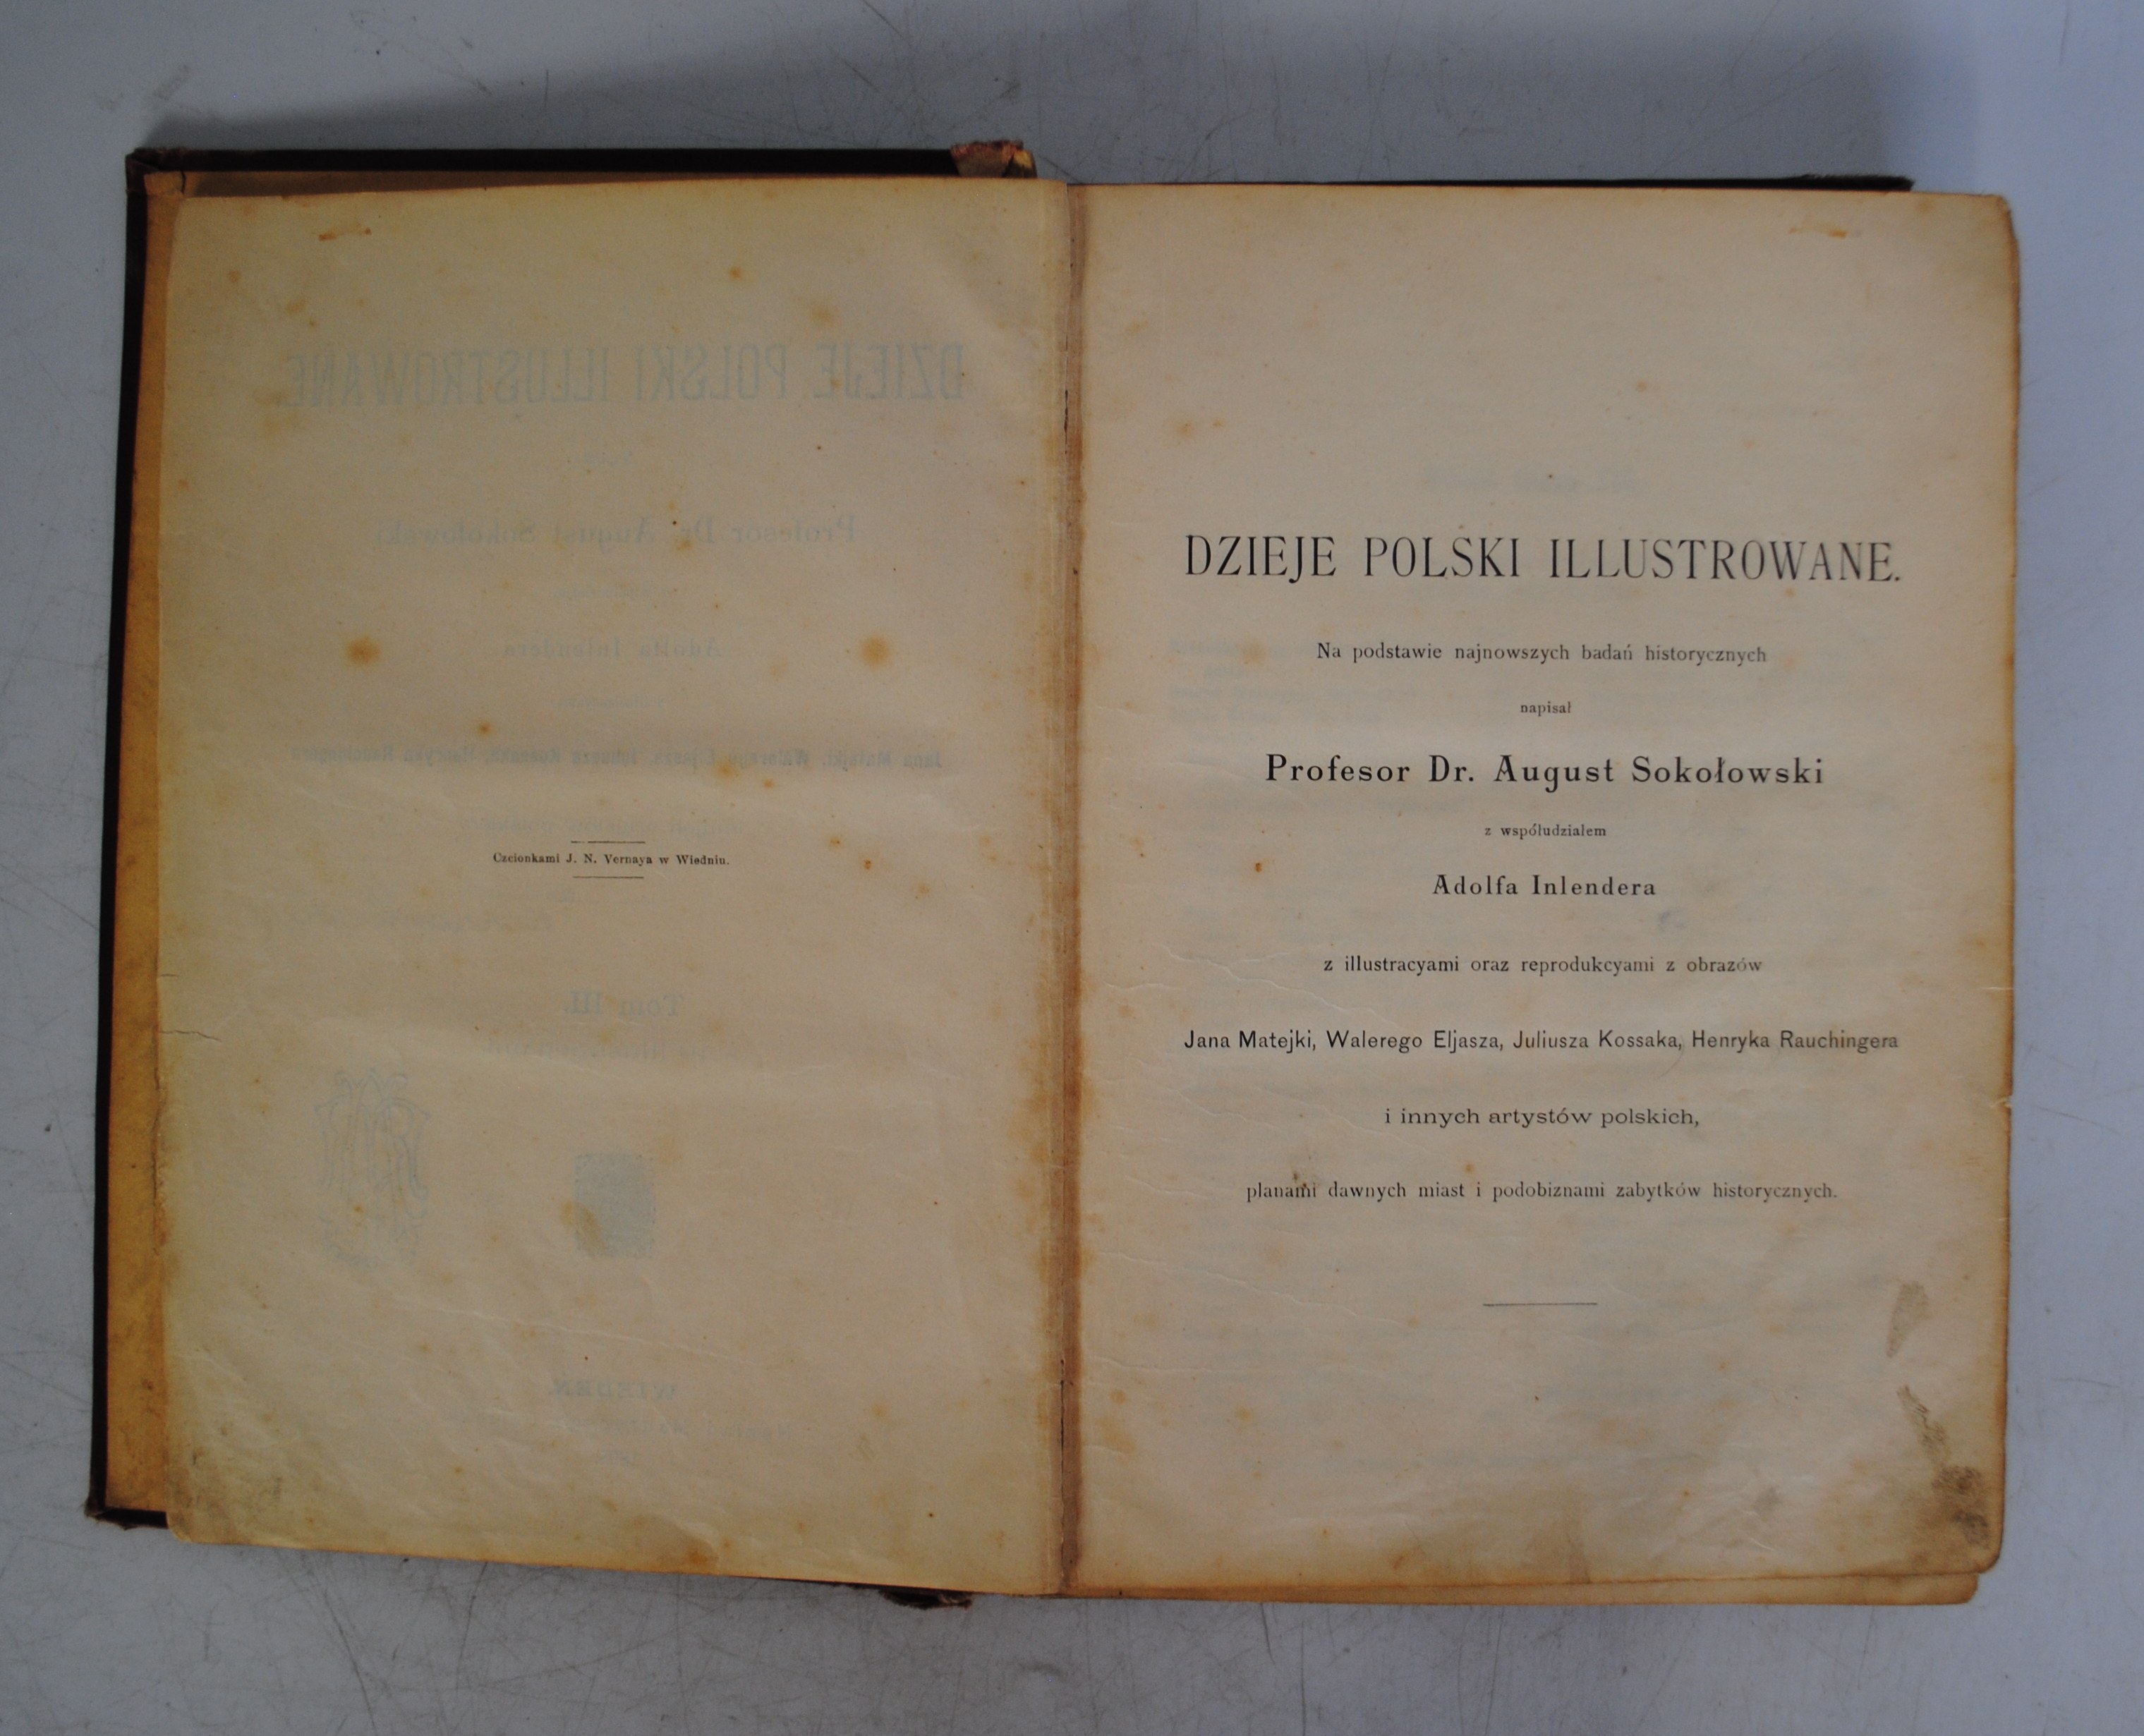 Czcionkami J. N. Vernaya w Wiedniu.
DZIEJE POLSKI ILLUSTROWANE.
Na podstawie najnowszych badań historycznych
napisał
Profesor Dr. August Sokołowski
z współudziałem
Adolfa Inlendera
z illustracyami oraz reprodukcyami z obrazów
Jana Matejki, Walerego Eljasza, Juliusza Kossaka, Henryka Rauchingera
i innych artystów polskich,
planami dawnych miast i podobiznami zabytków historycznych.